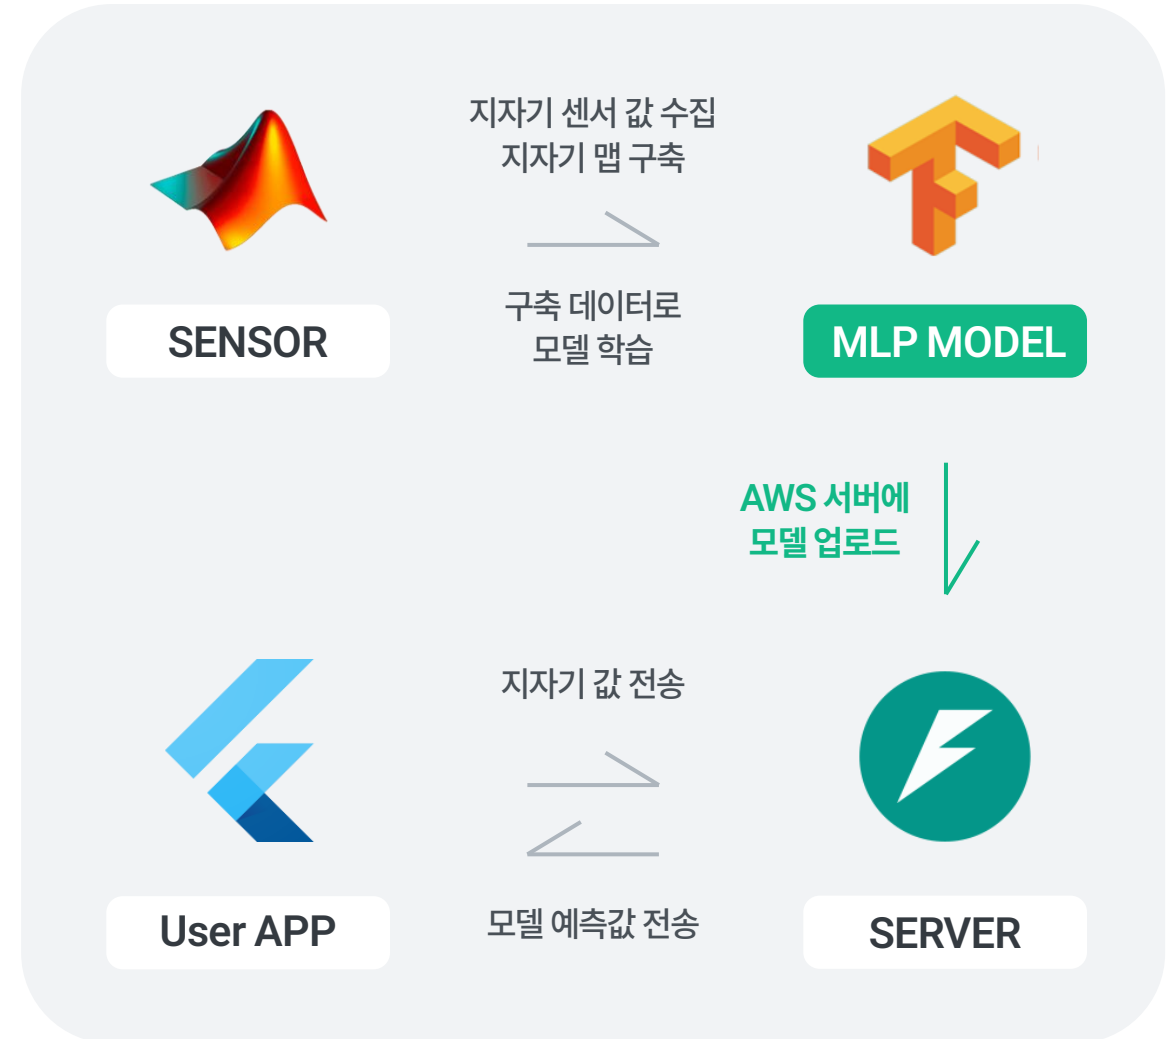 지자기 센서 값 수집
지자기 맵 구축
구축 데이터로
모델 학습
SENSOR
MLP MODEL
AWS 서버에
모델 업로드
지자기 값 전송
모델 예측값 전송
User APP
SERVER